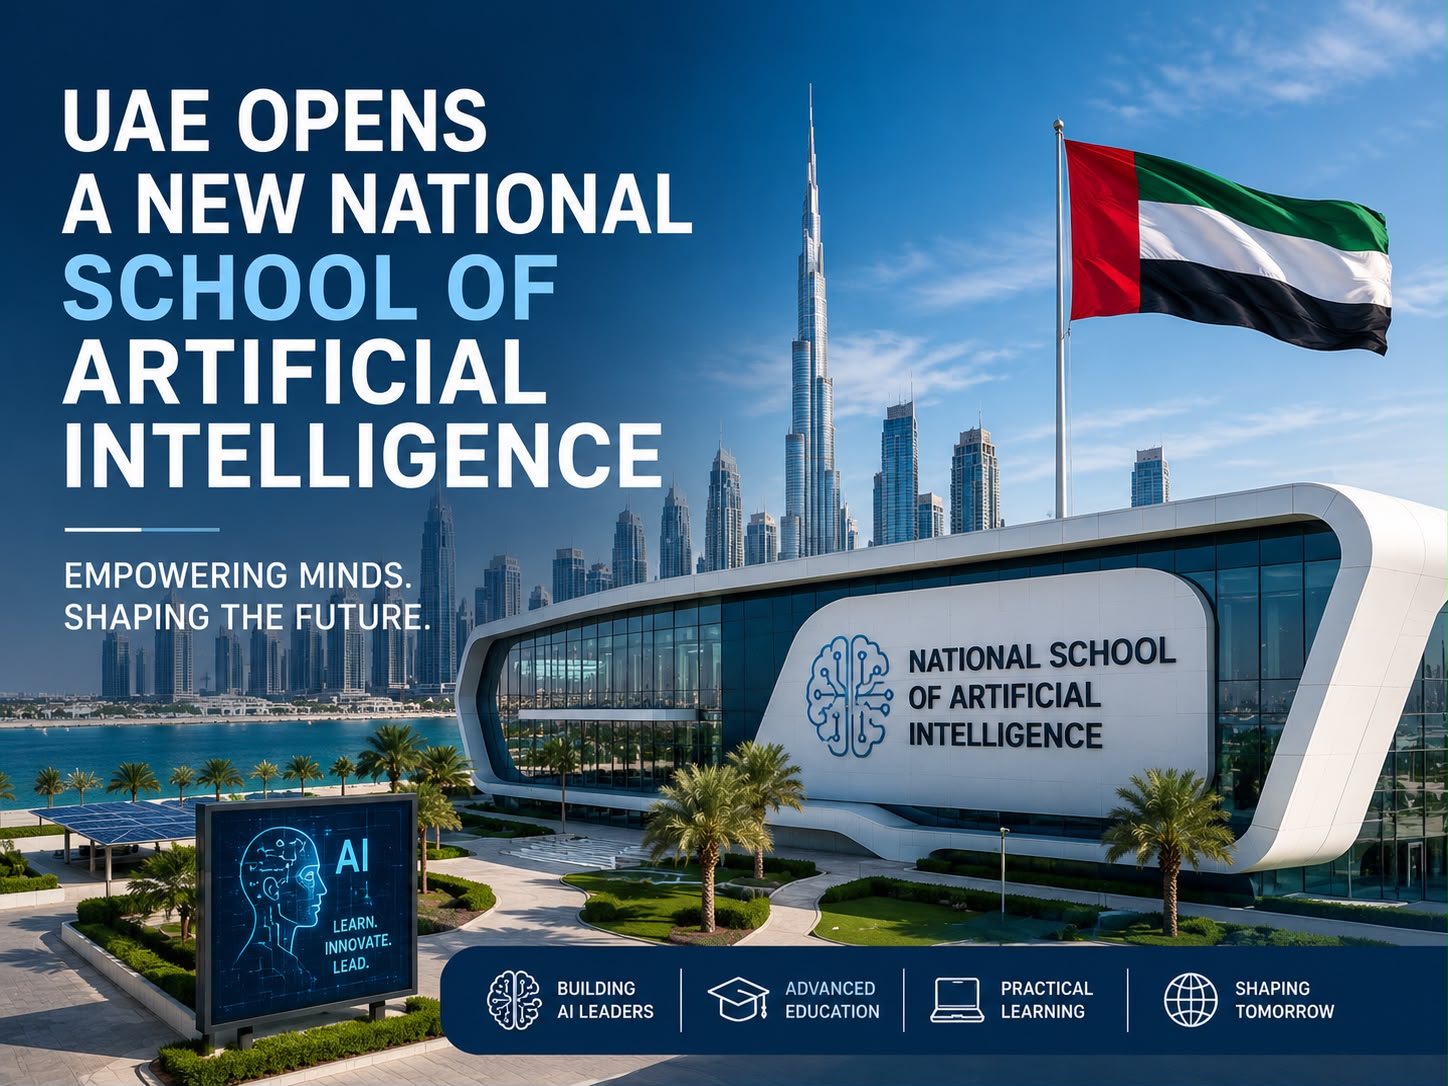 UAE OPENS
A NEW NATIONAL
SCHOOL OF
ARTIFICIAL
INTELLIGENCE
EMPOWERING MINDS.
SHAPING THE FUTURE.
NATIONAL SCHOOL
OF ARTIFICIAL
INTELLIGENCE
AI
LEARN.
INNOVATE.
LEAD.
BUILDING
AI LEADERS
ADVANCED
EDUCATION
PRACTICAL
LEARNING
SHAPING
TOMORROW